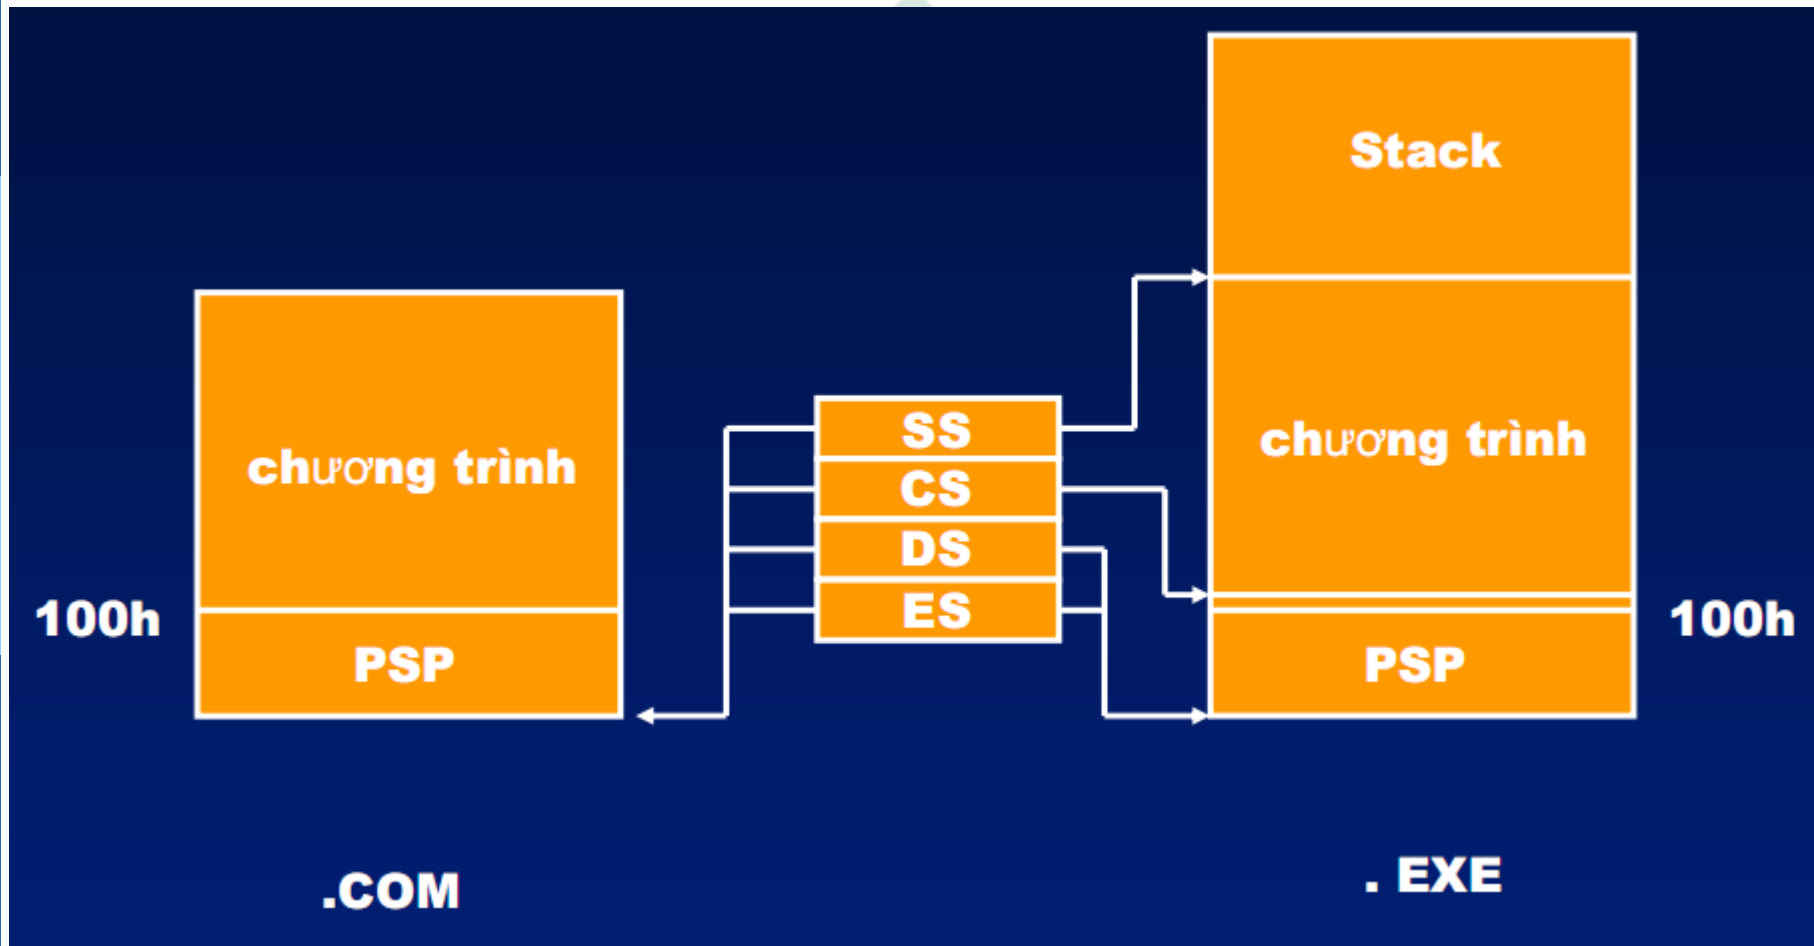 Stack
chương trình
chương trình
SS
CS
DS
ES
100h
100h
PSP
PSP
.COM
. EXE